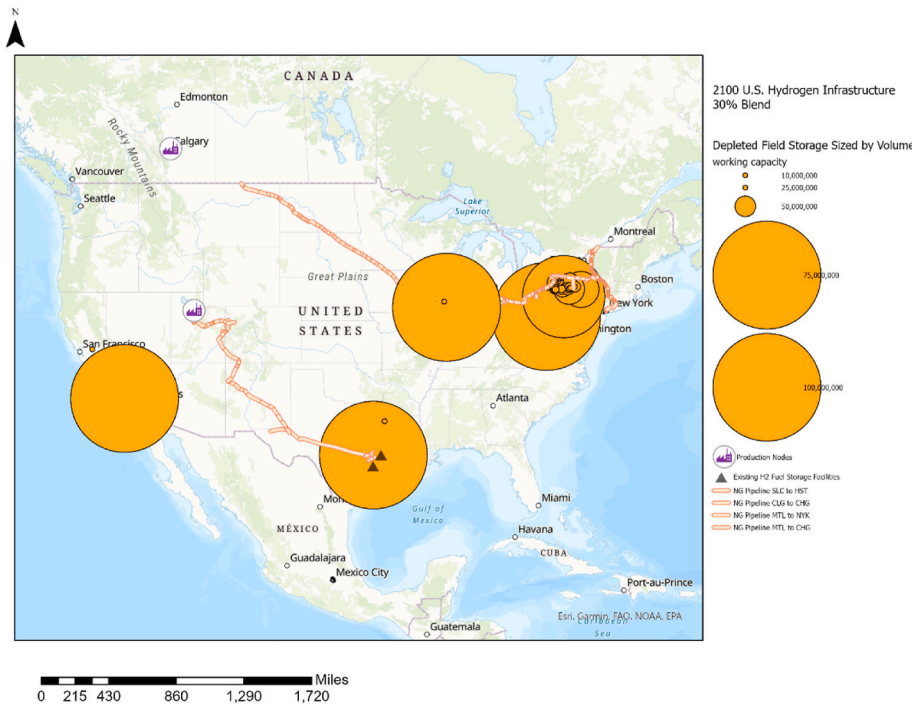 N
CANADA
Edmonton
Calgary
Rocky Mountains
Vancouver
Seattle
Lake
Superior
Montreal
Great Plains
Boston
New York
UNITED
STATES
San Francisco
Atlanta
Gulf of
Mexico
Miami
MÉXICO
Havana
CUBA
Guadalajara
Mexico City
Port-au-Prince
Guatemala
Caribbean
Sea
Esri, Garmin, FAO, NOAA, EPA
2100 U.S. Hydrogen Infrastructure
30% Blend
Depleted Field Storage Sized by Volume
working capacity
10,000,000
25,000,000
50,000,000
75,000,000
100,000,000
Production Nodes
Existing H2 Fuel Storage Facilities
NG Pipeline SLC to HST
NG Pipeline CLG to CHG
NG Pipeline MTL to NYK
NG Pipeline MTL to CHG
Miles
0 215 430 860 1,290 1,720